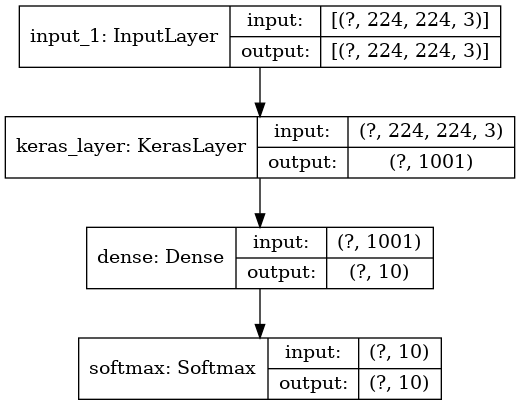 input_1: InputLayer
input:
[(?, 224, 224, 3)]
output:
[(?, 224, 224, 3)]
keras_layer: KerasLayer
input:
(?, 224, 224, 3)
output:
(?, 1001)
dense: Dense
input:
(?, 1001)
output:
(?, 10)
softmax: Softmax
input:
(?, 10)
output:
(?, 10)